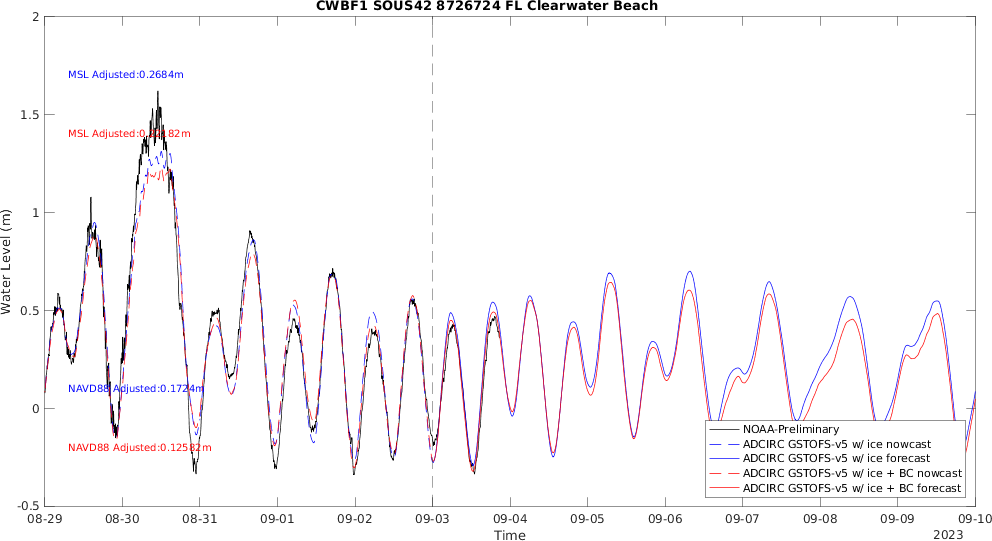 CWBF1 SOUS42 8726724 FL Clearwater Beach
2
1.5
1
0.5
0
-0.5
Water Level (m)
MSL Adjusted:0.2684m
MSL Adjusted:0.22182m
NAVD88 Adjusted:0.1724m
NAVD88 Adjusted:0.12582m
NOAA-Preliminary
ADCIRC GSTOFS-v5 w/ ice nowcast
ADCIRC GSTOFS-v5 w/ ice forecast
ADCIRC GSTOFS-v5 w/ ice + BC nowcast
ADCIRC GSTOFS-v5 w/ ice + BC forecast
08-29 08-30 08-31 09-01 09-02 09-03 09-04 09-05 09-06 09-07 09-08 09-09 09-10
Time
2023